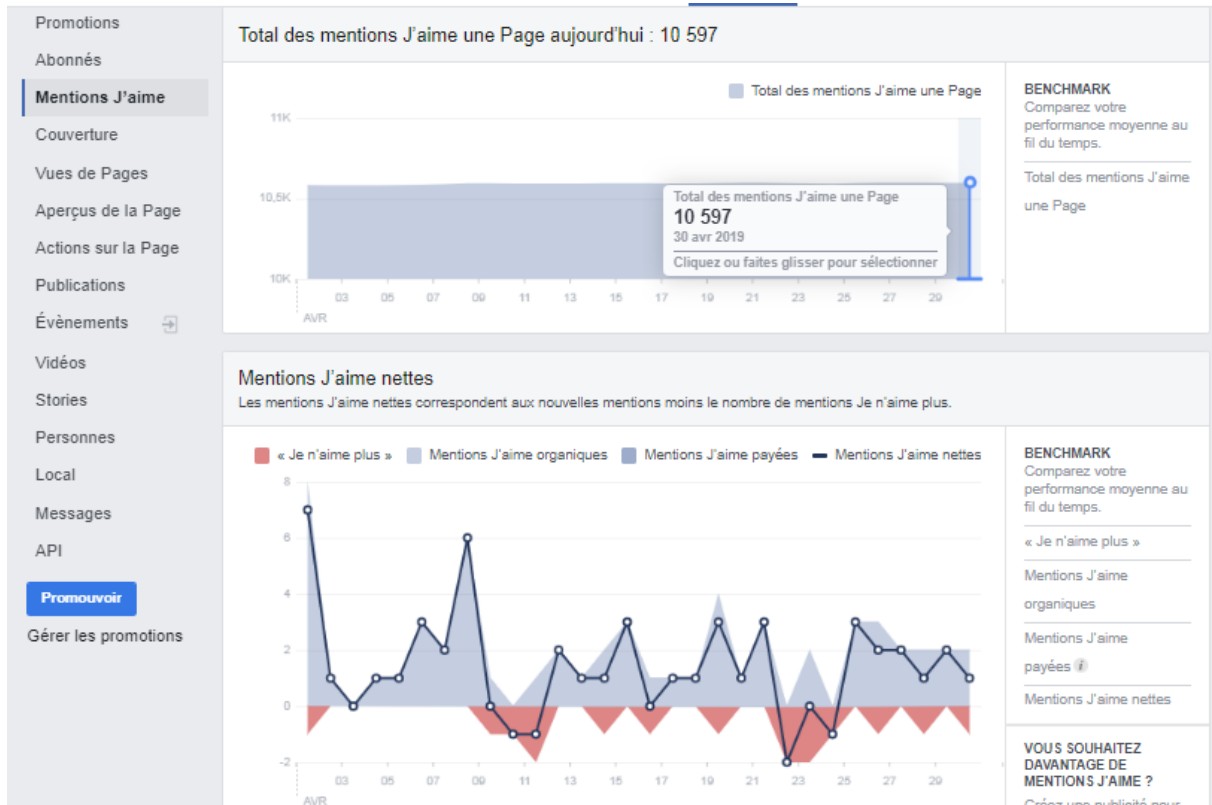 Promotions
Abonnés
Mentions J'aime
Couverture
Vues de Pages
Aperçus de la Page
Actions sur la Page
Publications
Évènements
Vidéos
Stories
Personnes
Local
Messages
API
Promouvoir
Gérer les promotions
Total des mentions J'aime une Page aujourd'hui : 10 597
Total des mentions J'aime une Page
11K
10,5K
10K
Total des mentions J'aime une Page
10 597
30 avr 2019
Cliquez ou faites glisser pour sélectionner
03 05 07 09 11 13 15 17 19 21 23 25 27 29
AVR
BENCHMARK
Comparez votre
performance moyenne au
fil du temps.
Total des mentions J'aime
une Page
Mentions J'aime nettes
Les mentions J'aime nettes correspondent aux nouvelles mentions moins le nombre de mentions Je n'aime plus.
« Je n'aime plus » Mentions J'aime organiques Mentions J'aime payées Mentions J'aime nettes
8
6
4
2
0
-2
03 05 07 09 11 13 15 17 19 21 23 25 27 29
AVR
BENCHMARK
Comparez votre
performance moyenne au
fil du temps.
« Je n'aime plus »
Mentions J'aime
organiques
Mentions J'aime
payées i
Mentions J'aime nettes
VOUS SOUHAITEZ
DAVANTAGE DE
MENTIONS J'AIME ?
Créez une publicité pour